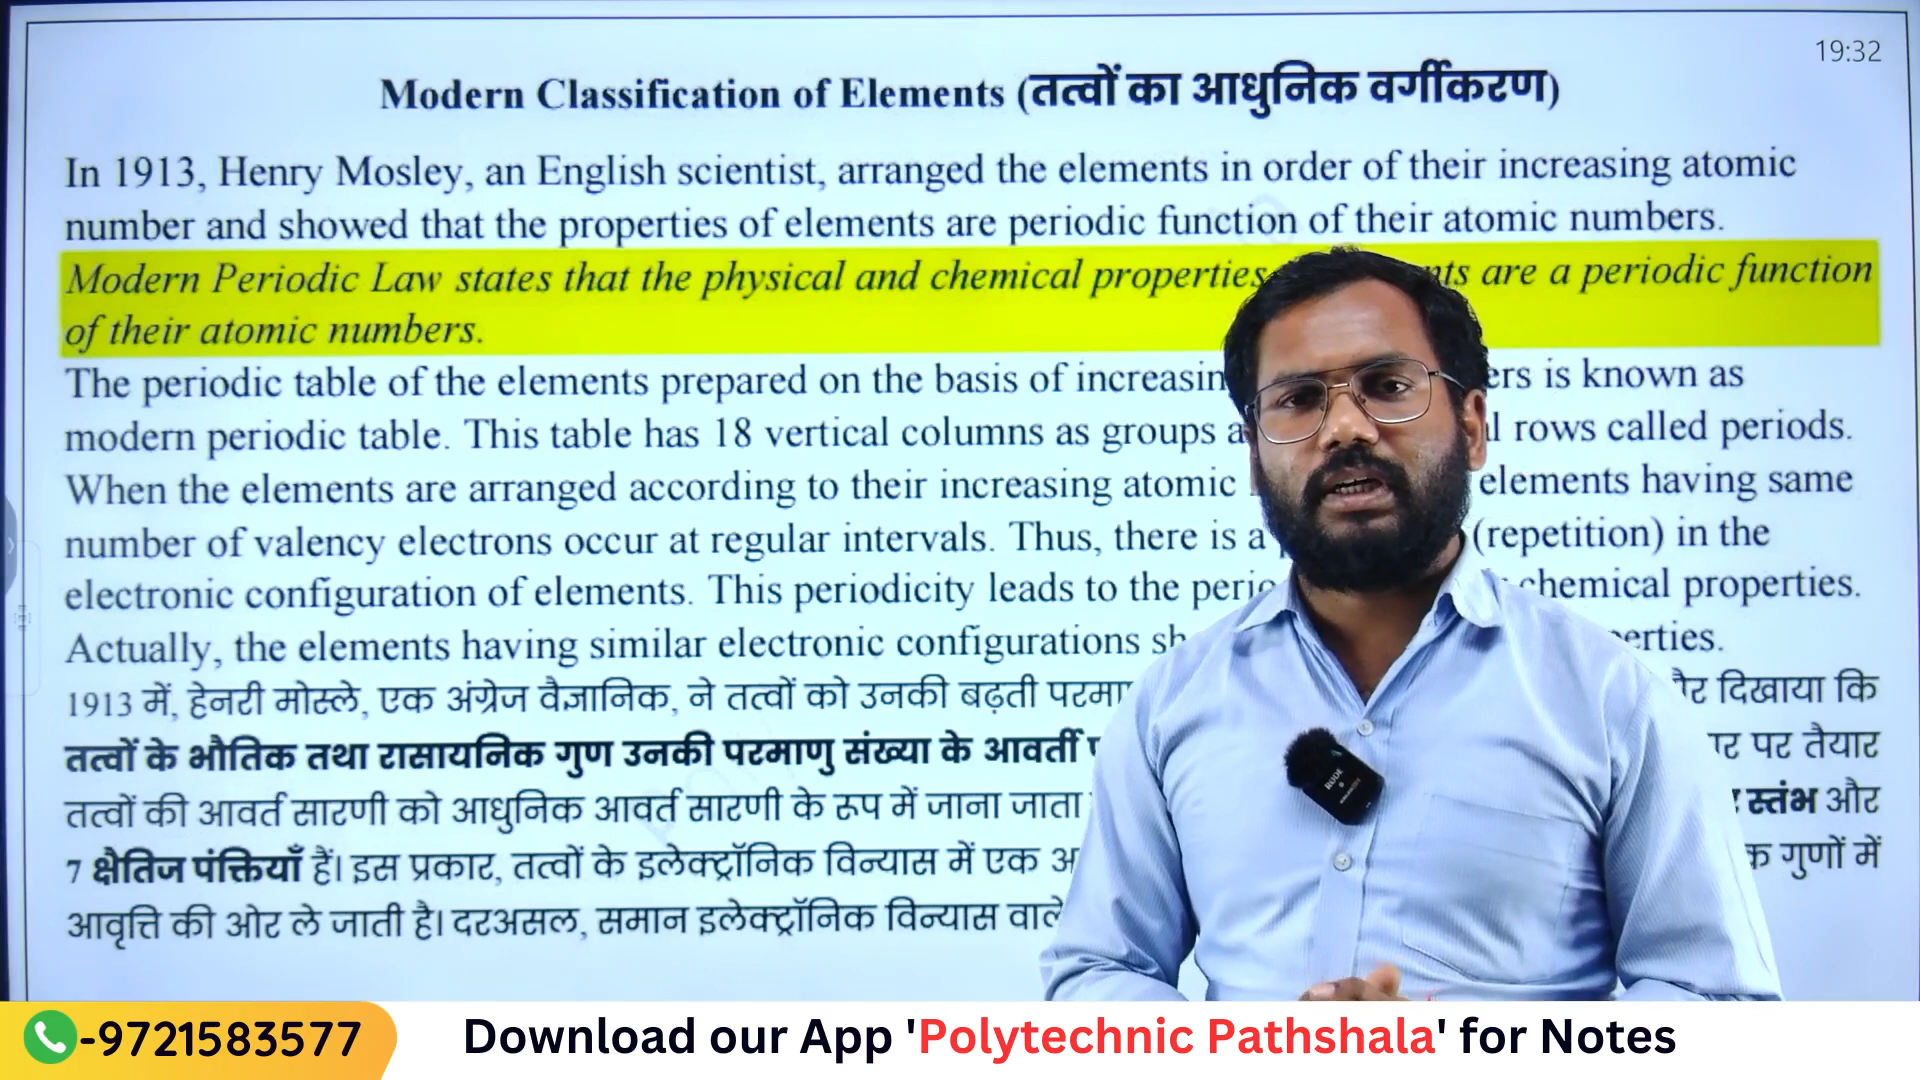 19:32
Modern Classification of Elements (तत्वों का आधुनिक वर्गीकरण)
In 1913, Henry Mosley, an English scientist, arranged the elements in order of their increasing atomic
number and showed that the properties of elements are periodic function of their atomic numbers.
Modern Periodic Law states that the physical and chemical properties are a periodic function
of their atomic numbers.
The periodic table of the elements prepared on the basis of is known as
modern periodic table. This table has 18 vertical columns as groups rows called periods.
When the elements are arranged according to their increasing atomic elements having same
number of valency electrons occur at regular intervals. Thus, there is a (repetition) in the
electronic configuration of elements. This periodicity leads to the chemical properties.
Actually, the elements having similar electronic configurations
1913 में, हेनरी मोस्ले, एक अंग्रेज वैज्ञानिक, ने तत्वों को उनकी बढ़ती दिखाया कि
तत्वों के भौतिक तथा रासायनिक गुण उनकी परमाणु संख्या के आवर्ती पर तैयार
तत्वों की आवर्त सारणी को आधुनिक आवर्त सारणी के रूप में जाना जाता स्तंभ और
7 क्षैतिज पंक्तियाँ हैं। इस प्रकार, तत्वों के इलेक्ट्रॉनिक विन्यास में एक गुणों में
आवृत्ति की ओर ले जाती है। दरअसल, समान इलेक्ट्रॉनिक विन्यास
RODE
-9721583577 Download our App 'Polytechnic Pathshala' for Notes